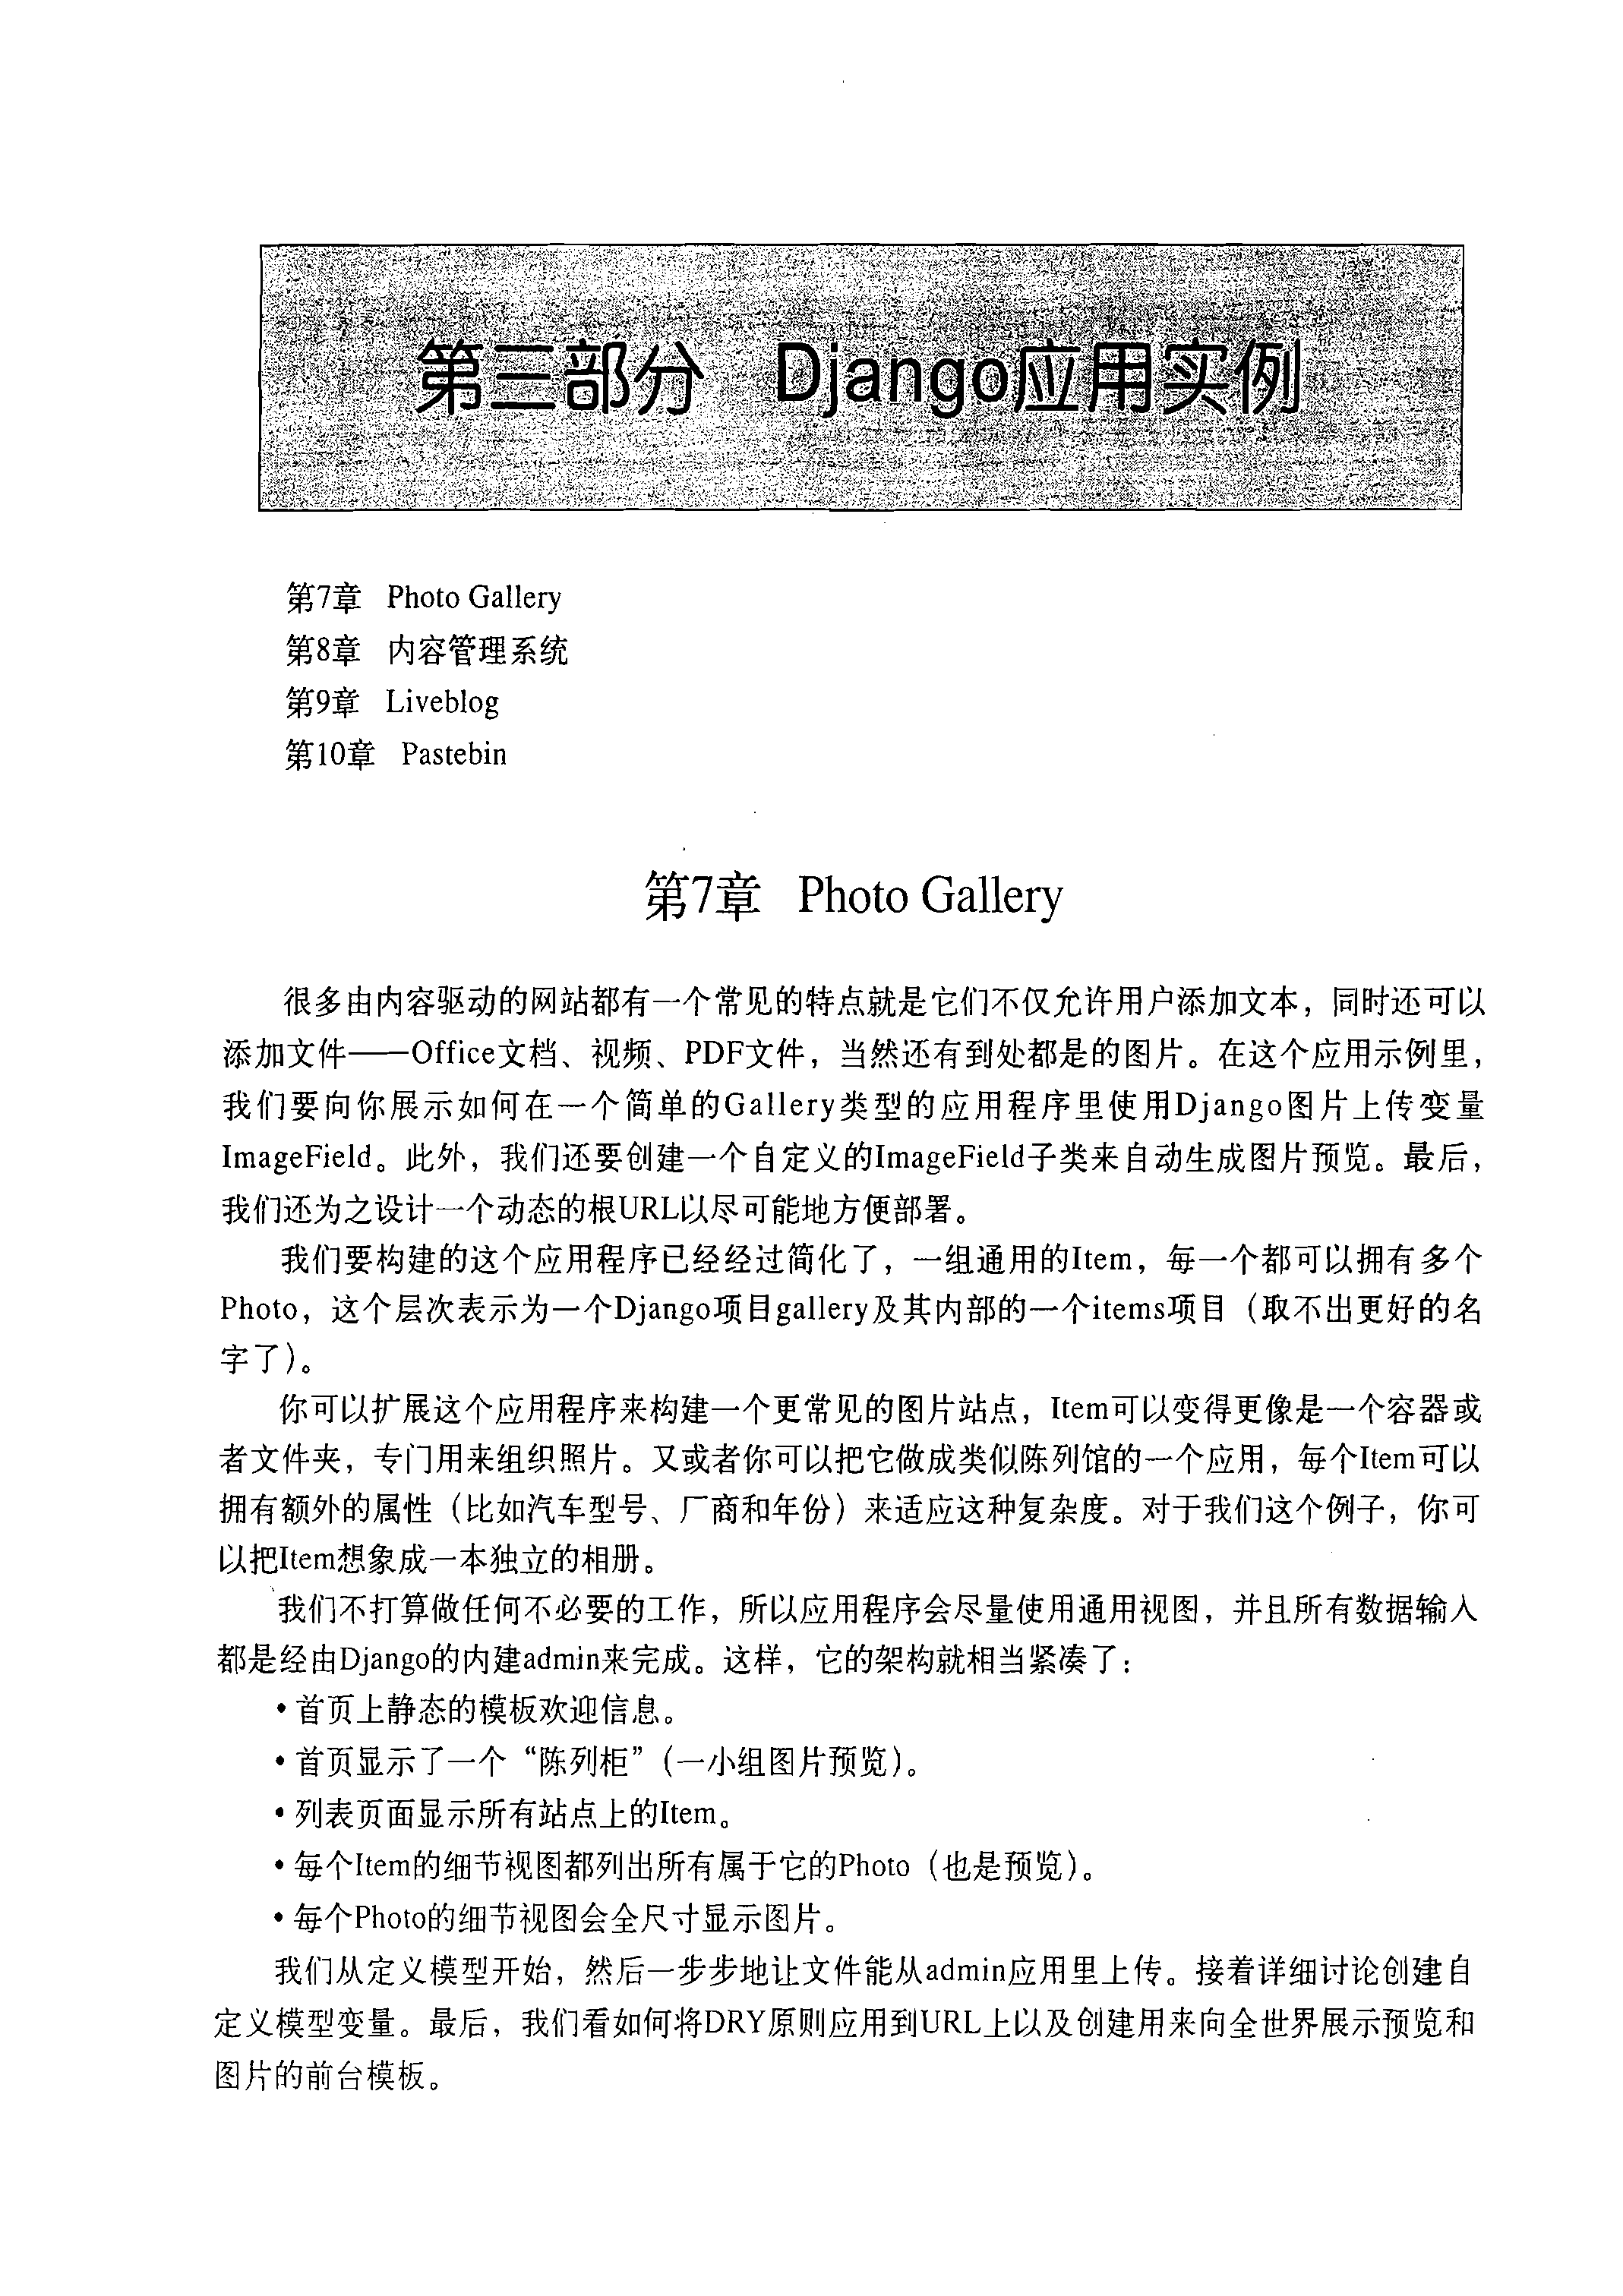 第三部分 Django应用实例
第7章 Photo Gallery
第8章 内容管理系统
第9章 Liveblog
第10章 Pastebin
第7章 Photo Gallery
很多由内容驱动的网站都有一个常见的特点就是它们不仅允许用户添加文本，同时还可以
添加文件——Office文档、视频、PDF文件，当然还有到处都是的图片。在这个应用示例里，
我们要向你展示如何在一个简单的Gallery类型的应用程序里使用Django图片上传变量
ImageField。此外，我们还要创建一个自定义的ImageField子类来自动生成图片预览。最后，
我们还为之设计一个动态的根URL以尽可能地方便部署。
我们要构建的这个应用程序已经经过简化了，一组通用的Item，每一个都可以拥有多个
Photo，这个层次表示为一个Django项目gallery及其内部的一个items项目（取不出更好的名
字了）。
你可以扩展这个应用程序来构建一个更常见的图片站点，Item可以变得更像是一个容器或
者文件夹，专门用来组织照片。又或者你可以把它做成类似陈列馆的一个应用，每个Item可以
拥有额外的属性（比如汽车型号、厂商和年份）来适应这种复杂度。对于我们这个例子，你可
以把Item想象成一本独立的相册。
我们不打算做任何不必要的工作，所以应用程序会尽量使用通用视图，并且所有数据输入
都是经由Django的内建admin来完成。这样，它的架构就相当紧凑了：
• 首页上静态的模板欢迎信息。
• 首页显示了一个“陈列柜”（一小组图片预览）。
• 列表页面显示所有站点上的Item。
• 每个Item的细节视图都列出所有属于它的Photo（也是预览）。
• 每个Photo的细节视图会全尺寸显示图片。
我们从定义模型开始，然后一步步地让文件能从admin应用里上传。接着详细讨论创建自
定义模型变量。最后，我们看如何将DRY原则应用到URL上以及创建用来向全世界展示预览和
图片的前台模板。